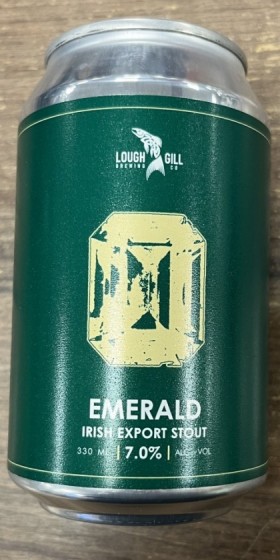 LOUGH GILL
BREWING CO
EMERALD
IRISH EXPORT STOUT
330 ML | 7.0% | ALC. VOL